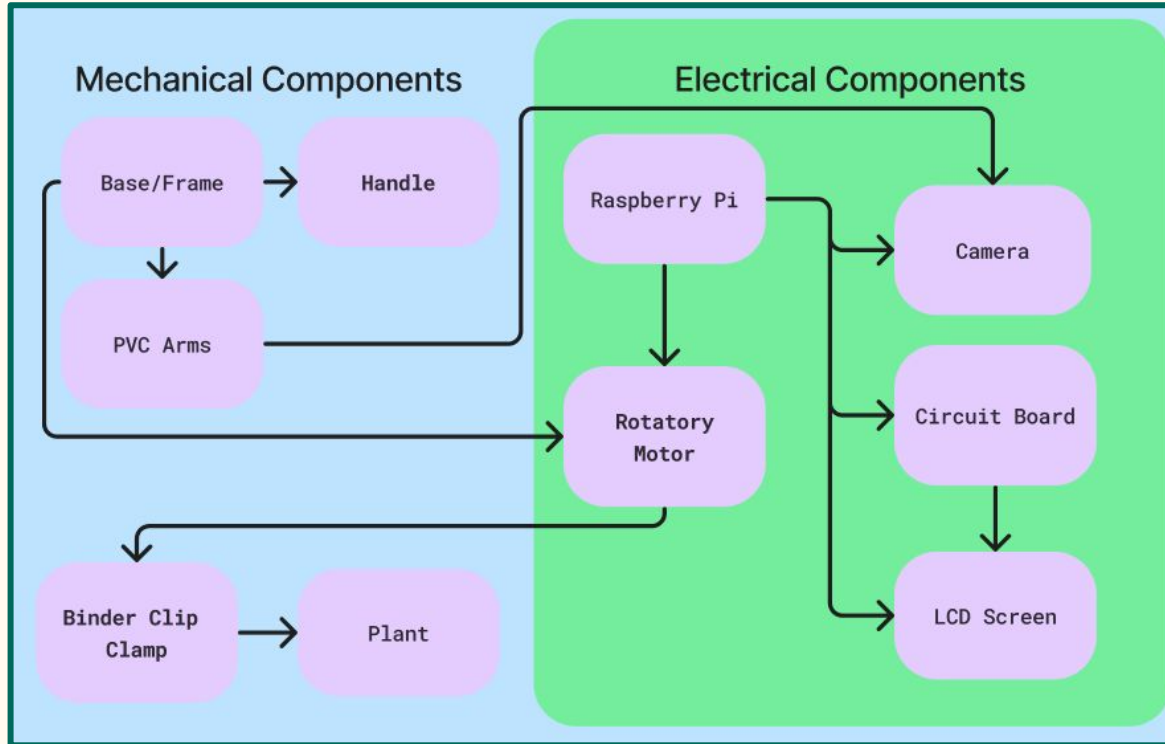 Mechanical Components
Electrical Components
Base/Frame
Handle
Raspberry Pi
Camera
PVC Arms
Rotatory
Motor
Circuit Board
Binder Clip
Clamp
Plant
LCD Screen